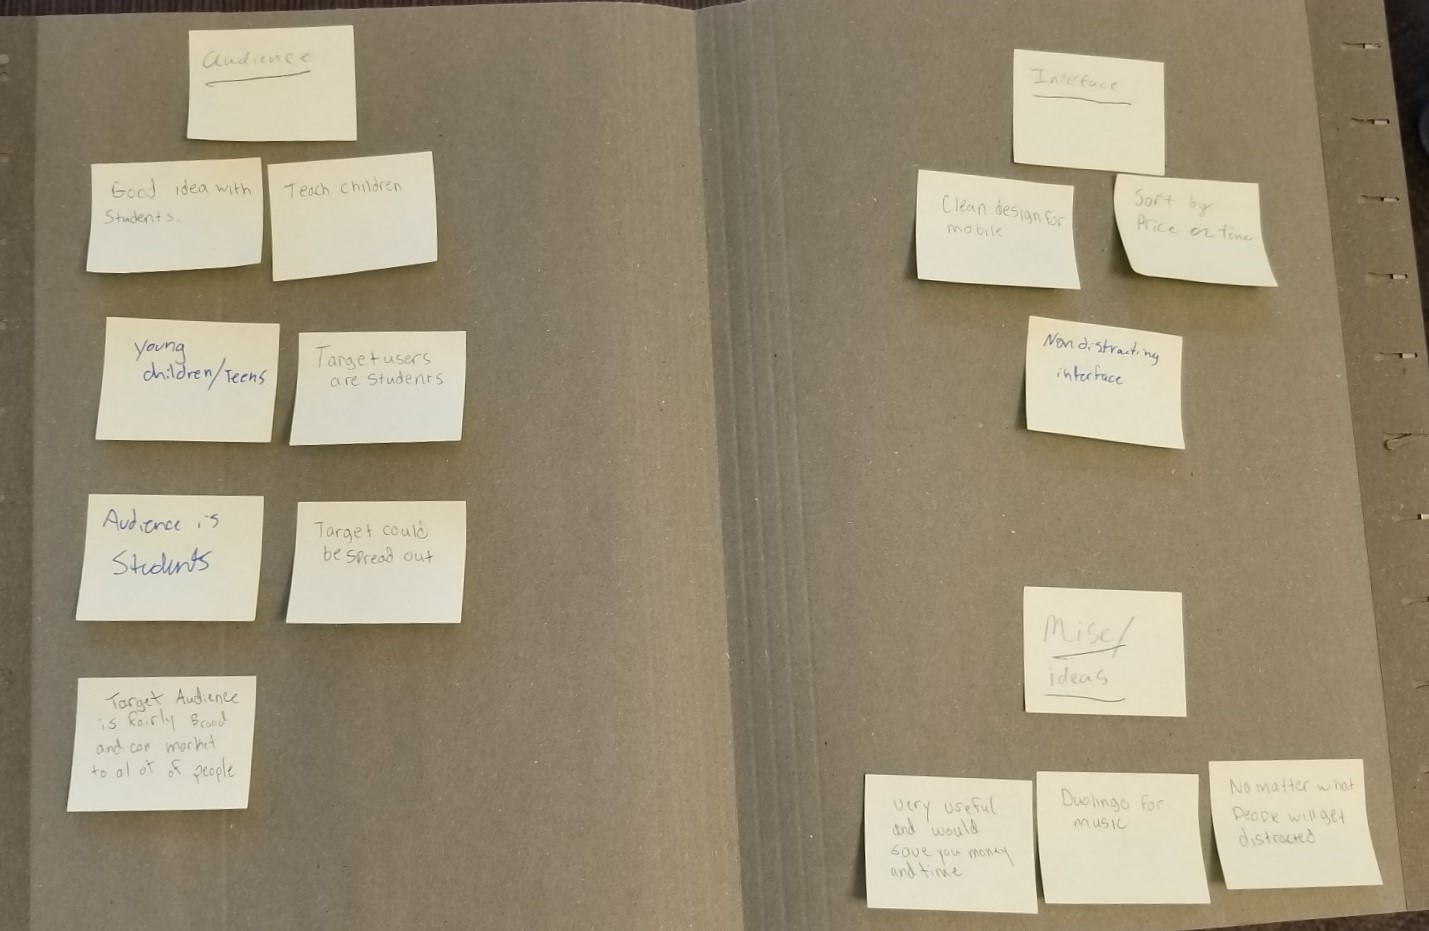 Audience
Good idea with
Students.
Teach children
Young
children/Teens
Target users
are Students
Audience is
Students
Target could
be spread out
Target Audience
is fairly Broad
and can market
to al ot of people
Interface
Clean design for
mobile
Sort by
Price or time
Non distracting
interface
Misc/
ideas
very useful
and would
save you money
and time
Duolingo for
music
No matter what
People will get
distracted